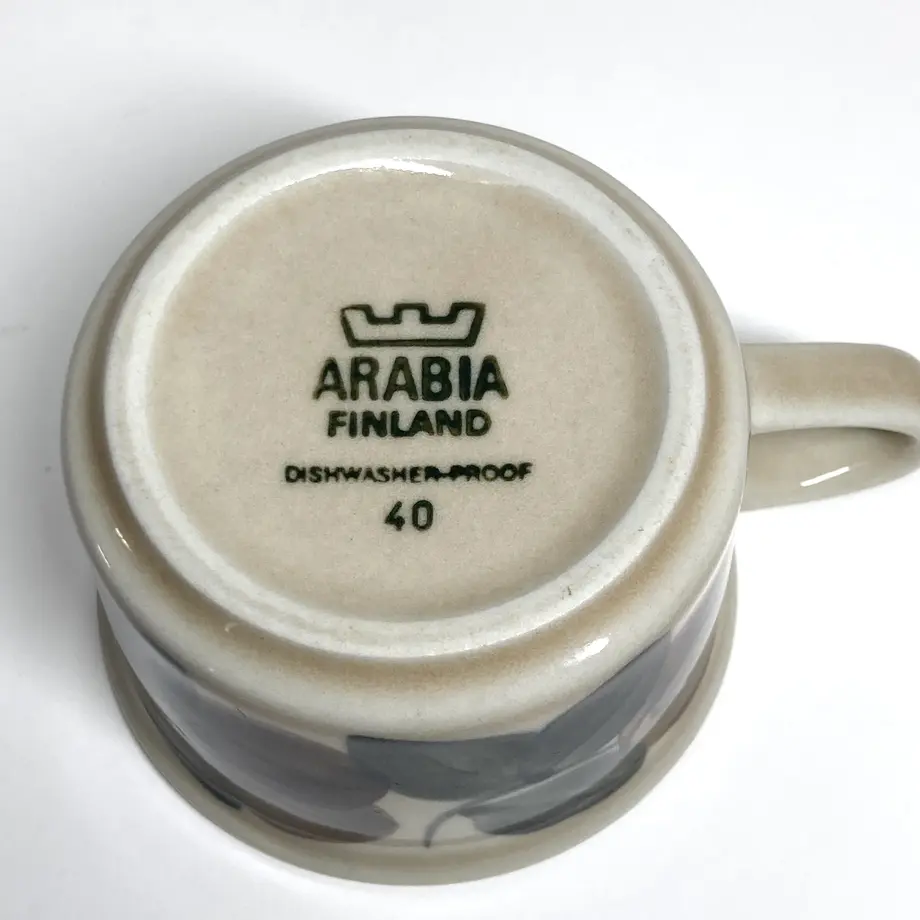 ARABIA
FINLAND
DISHWASHER-PROOF
40